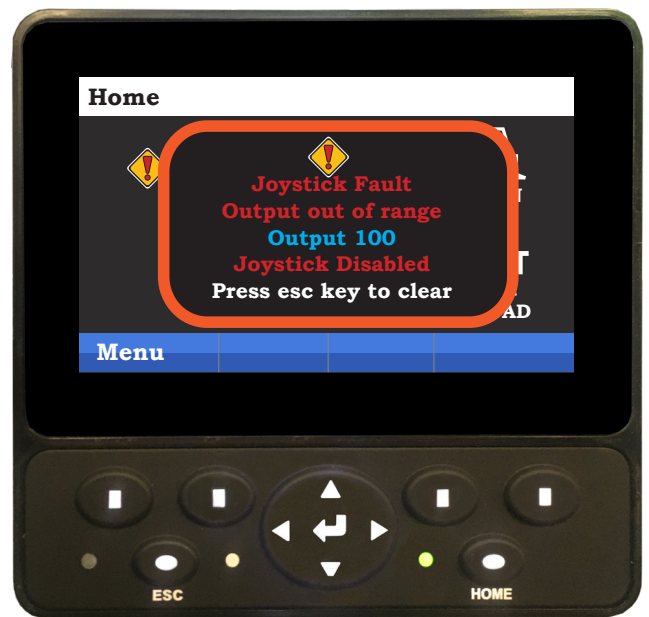 Home
Joystick Fault
Output out of range
Output 100
Joystick Disabled
Press esc key to clear
AD
Menu
ESC
HOME